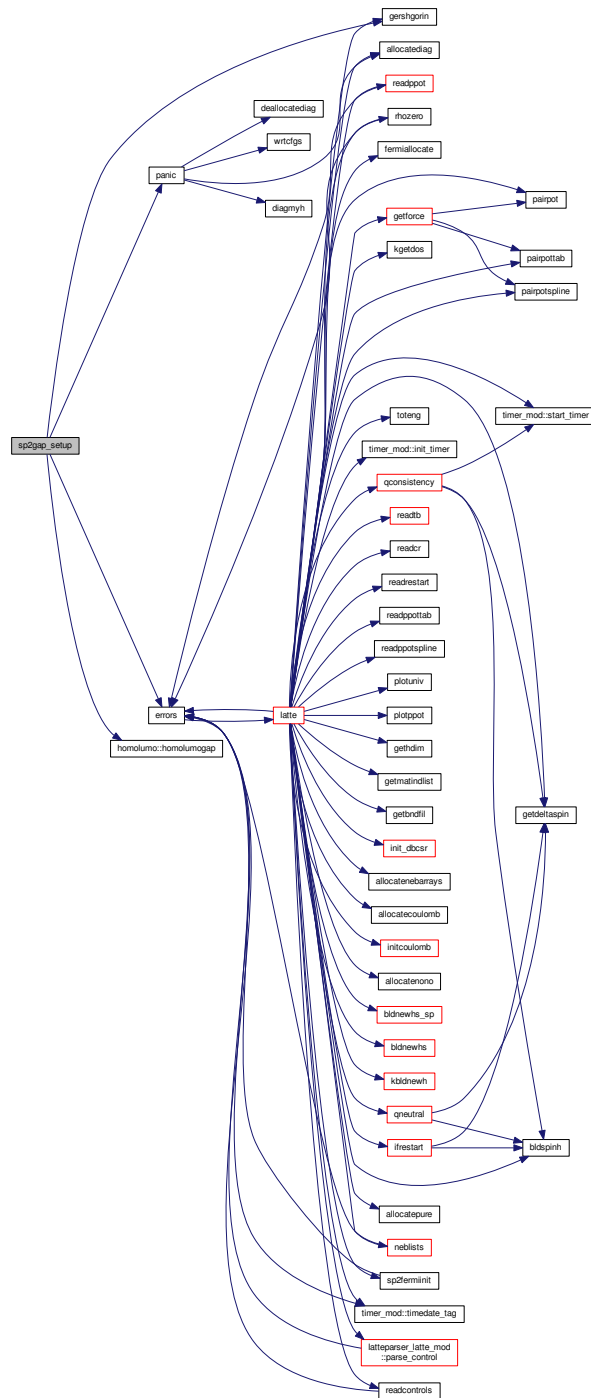 gershgorin
allocatediag
readppot
deallocatediag
rhozero
wrtcfgs
fermiallocate
panic
diagmyh
pairpot
getforce
kgetdos
pairpottab
pairpotspline
toteng
timer_mod::start_timer
sp2gap_setup
timer_mod::init_timer
qconsistency
readtb
readcr
readrestart
readppottab
readppotspline
plotuniv
errors
latte
plotppot
homolumo::homolumogap
gethdim
getmatindlist
getbndfil
getdeltaspin
init_dbcsr
allocatenebarrays
allocatecoulomb
initcoulomb
allocatenono
bldnewhs_sp
bldnewhs
kbldnewh
qneutral
ifrestart
bldspinh
allocatepure
neblists
sp2fermiinit
timer_mod::timedate_tag
latteparser_latte_mod
::parse_control
readcontrols